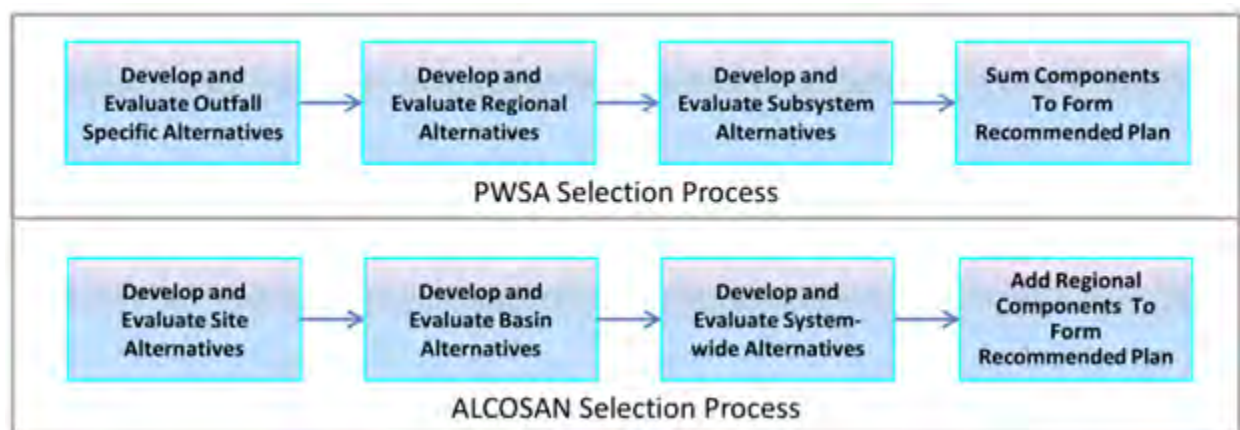 Develop and
Evaluate Outfall
Specific Alternatives
Develop and
Evaluate Regional
Alternatives
Develop and
Evaluate Subsystem
Alternatives
Sum Components
To Form
Recommended Plan
PWSA Selection Process
Develop and
Evaluate Site
Alternatives
Develop and
Evaluate Basin
Alternatives
Develop and
Evaluate System-
wide Alternatives
Add Regional
Components To
Form
Recommended Plan
ALCOSAN Selection Process